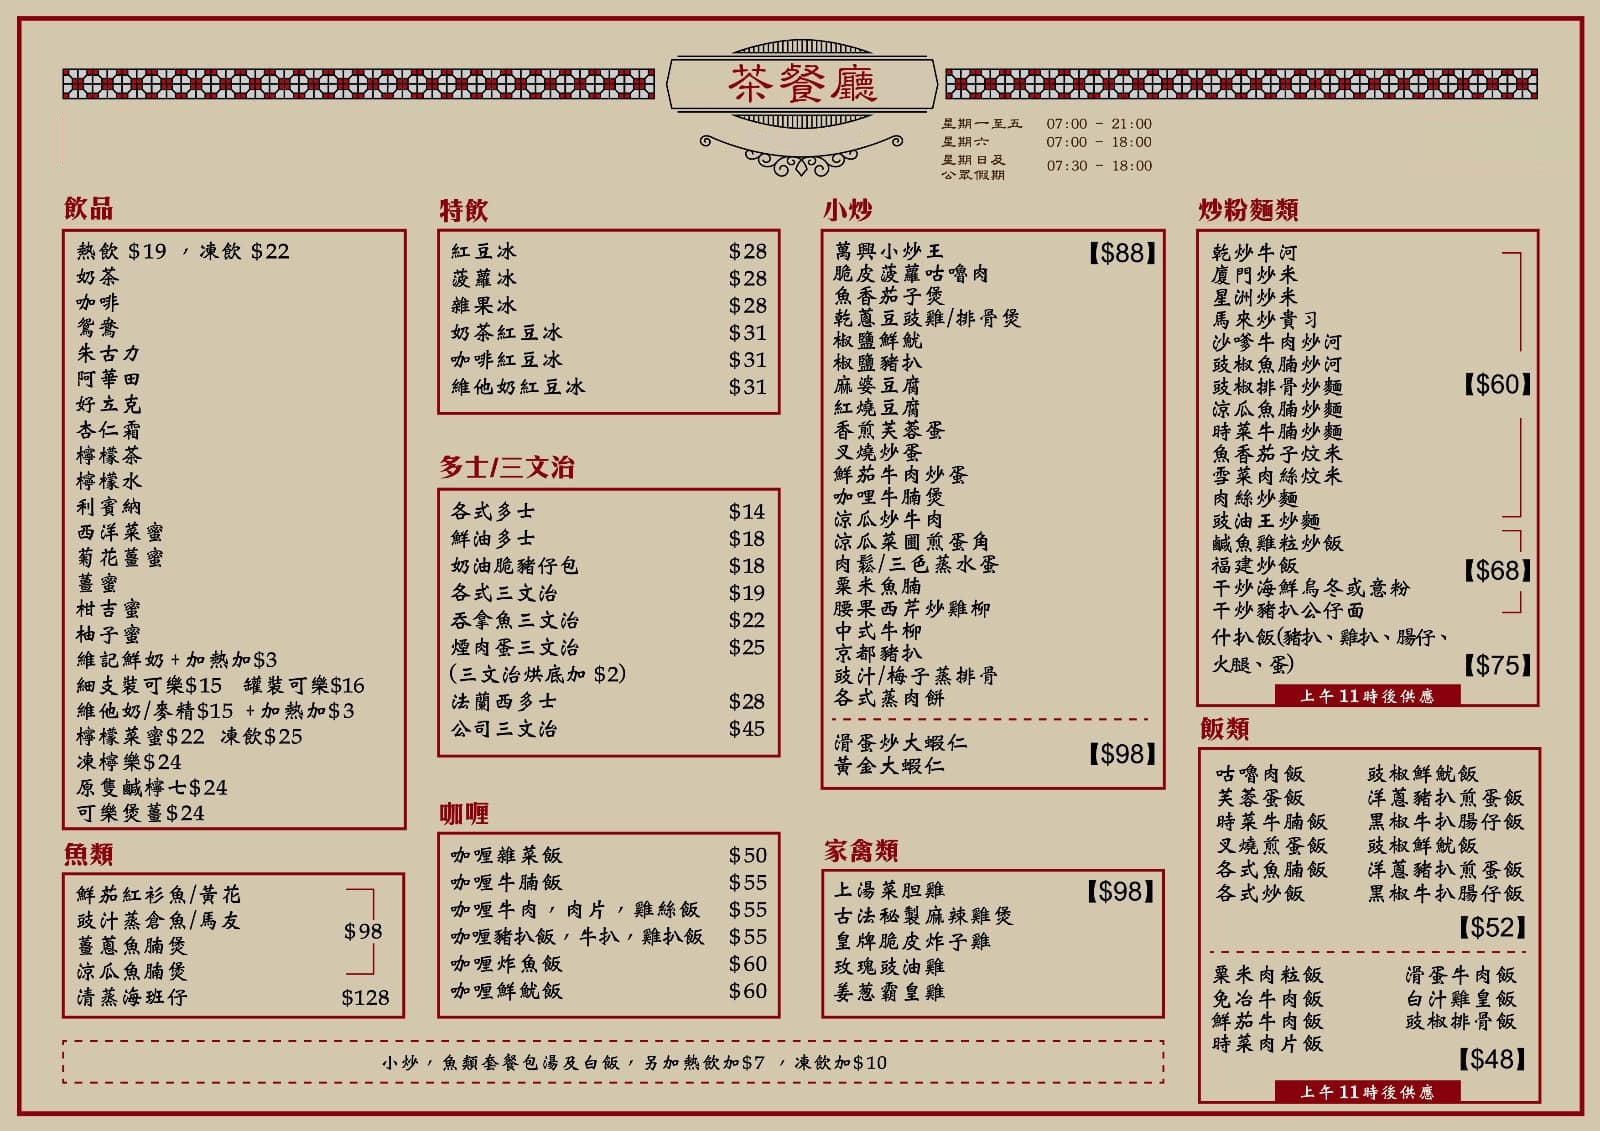 茶餐廳
星期一至五 07:00 - 21:00
星期六 07:00 - 18:00
星期日及
公眾假期 07:30 - 18:00
飲品
熱飲 $19 ，凍飲 $22
奶茶
咖啡
鴛鴦
朱古力
阿華田
好立克
杏仁霜
檸檬茶
檸檬水
利賓納
西洋菜蜜
菊花薑蜜
薑蜜
柑吉蜜
柚子蜜
維記鮮奶+加熱加$3
細支裝可樂$15 罐裝可樂$16
維他奶/麥精$15 +加熱加$3
檸檬菜蜜$22 凍飲$25
凍檸樂$24
原隻鹹檸七$24
可樂煲薑$24
魚類
鮮茄紅衫魚/黃花
豉汁蒸倉魚/馬友
薑蔥魚腩煲
涼瓜魚腩煲
$98
清蒸海班仔 $128
特飲
紅豆冰 $28
菠蘿冰 $28
雜果冰 $28
奶茶紅豆冰 $31
咖啡紅豆冰 $31
維他奶紅豆冰 $31
多士/三文治
各式多士 $14
鮮油多士 $18
奶油脆豬仔包 $18
各式三文治 $19
吞拿魚三文治 $22
煙肉蛋三文治 $25
(三文治烘底加 $2)
法蘭西多士 $28
公司三文治 $45
咖喱
咖喱雜菜飯 $50
咖喱牛腩飯 $55
咖喱牛肉，肉片，雞絲飯 $55
咖喱豬扒飯，牛扒，雞扒飯 $55
咖喱炸魚飯 $60
咖喱鮮魷飯 $60
小炒
萬興小炒王 【$88】
脆皮菠蘿咕嚕肉
魚香茄子煲
乾蔥豆豉雞/排骨煲
椒鹽鮮魷
椒鹽豬扒
麻婆豆腐
紅燒豆腐
香煎芙蓉蛋
叉燒炒蛋
鮮茄牛肉炒蛋
咖哩牛腩煲
涼瓜炒牛肉
涼瓜菜圃煎蛋角
肉鬆/三色蒸水蛋
粟米魚腩
腰果西芹炒雞柳
中式牛柳
京都豬扒
豉汁/梅子蒸排骨
各式蒸肉餅
滑蛋炒大蝦仁
黃金大蝦仁
【$98】
家禽類
上湯菜胆雞 【$98】
古法秘製麻辣雞煲
皇牌脆皮炸子雞
玫瑰豉油雞
姜葱霸皇雞
小炒，魚類套餐包湯及白飯，另加熱飲加$7 ，凍飲加$10
炒粉麵類
乾炒牛河
廈門炒米
星洲炒米
馬來炒貴习
沙嗲牛肉炒河
豉椒魚腩炒河
豉椒排骨炒麵 【$60】
涼瓜魚腩炒麵
時菜牛腩炒麵
魚香茄子炆米
雪菜肉絲炆米
肉絲炒麵
豉油王炒麵
鹹魚雞粒炒飯
福建炒飯 【$68】
干炒海鮮烏冬或意粉
干炒豬扒公仔面
什扒飯(豬扒、雞扒、腸仔、
火腿、蛋) 【$75】
上午11時後供應
飯類
咕嚕肉飯 豉椒鮮魷飯
芙蓉蛋飯 洋蔥豬扒煎蛋飯
時菜牛腩飯 黑椒牛扒腸仔飯
叉燒煎蛋飯 豉椒鮮魷飯
各式魚腩飯 洋蔥豬扒煎蛋飯
各式炒飯 黑椒牛扒腸仔飯
【$52】
粟米肉粒飯 滑蛋牛肉飯
免冶牛肉飯 白汁雞皇飯
鮮茄牛肉飯 豉椒排骨飯
時菜肉片飯
【$48】
上午11時後供應